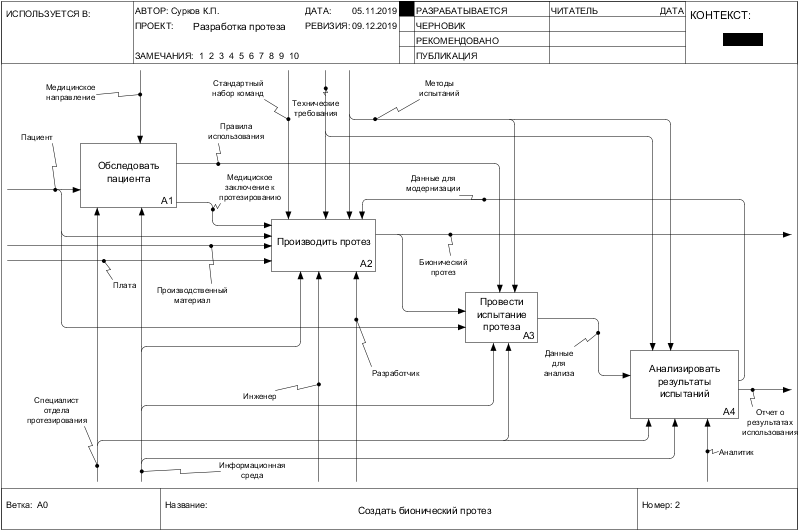 ИСПОЛЬЗУЕТСЯ В:
АВТОР: Сурков К.П.
ДАТА: 05.11.2019
ПРОЕКТ: Разработка протеза
РЕВИЗИЯ: 09.12.2019
ЗАМЕЧАНИЯ: 1 2 3 4 5 6 7 8 9 10
РАЗРАБАТЫВАЕТСЯ
ЧЕРНОВИК
РЕКОМЕНДОВАНО
ПУБЛИКАЦИЯ
ЧИТАТЕЛЬ
ДАТА
КОНТЕКСТ:
Медицинское
направление
Стандартный
набор команд
Технические
требования
Методы
испытаний
Пациент
Правила
использования
Обследовать
пациента
A1
Медициское
заключение к
протезированию
Данные для
модернизации
Производить протез
A2
Бионический
протез
Плата
Производственный
материал
Провести
испытание
протеза
A3
Данные
для
анализа
Разработчик
Инженер
Анализировать
результаты
испытаний
A4
Специалист
отдела
протезирования
Отчет о
результатах
использования
Аналитик
Информационная
среда
Ветка: A0
Название:
Создать бионический протез
Номер: 2